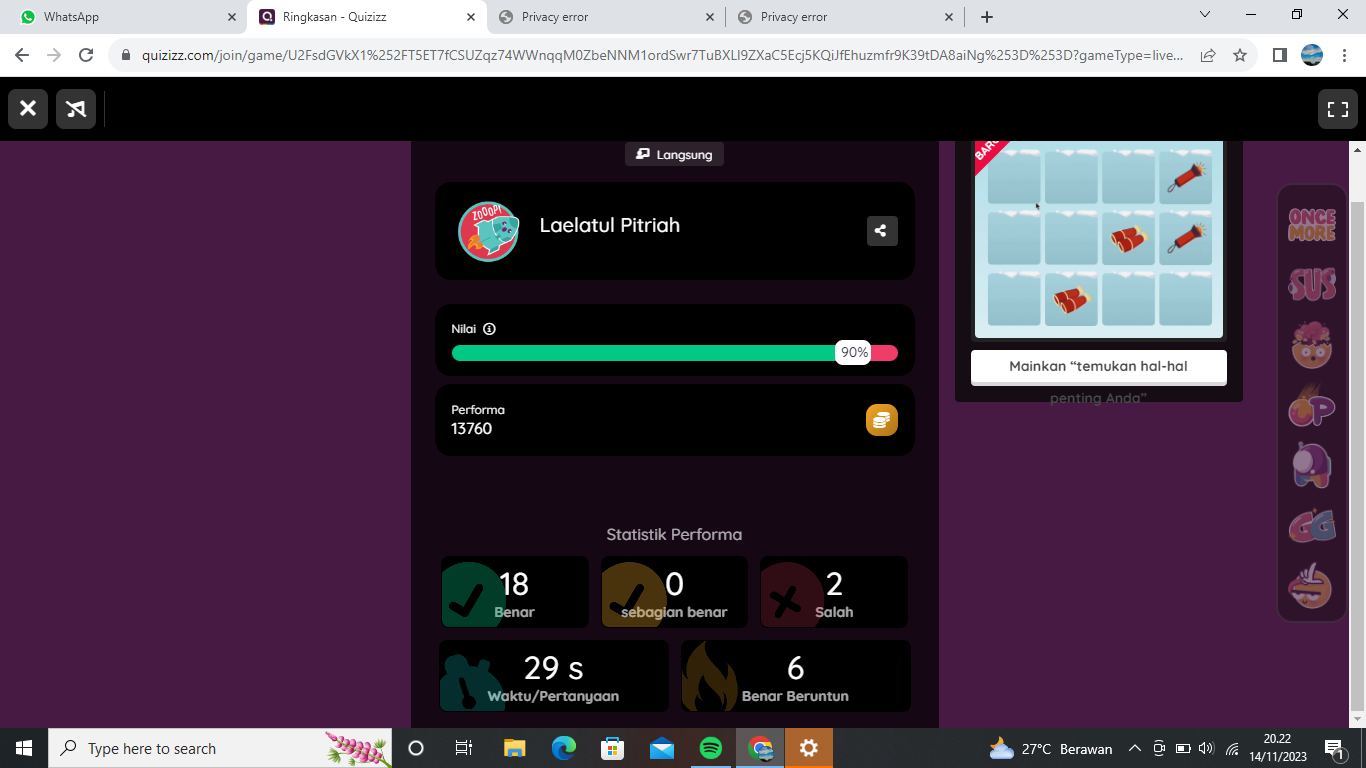 WhatsApp
Ringkasan - Quizizz
Privacy error
Privacy error
quizizz.com/join/game/U2FsdGVkX1%252FT5ET7fCSUZqz74WWnqqM0ZbeNNM1ordSwr7TuBXLI9ZXaC5Ecj5KQiJfEhuzmfr9K39tDA8aiNg%253D%253D?gameType=live...
Langsung
BARU
ZOOOP!
Laelatul Pitriah
ONCE
MORE
SUS
Nilai
90%
Mainkan “temukan hal-hal
penting Anda”
OP
Performa
13760
GG
Statistik Performa
18
Benar
0
sebagian benar
2
Salah
29 s
Waktu/Pertanyaan
6
Benar Beruntun
Type here to search
27°C Berawan
20.22
14/11/2023
1